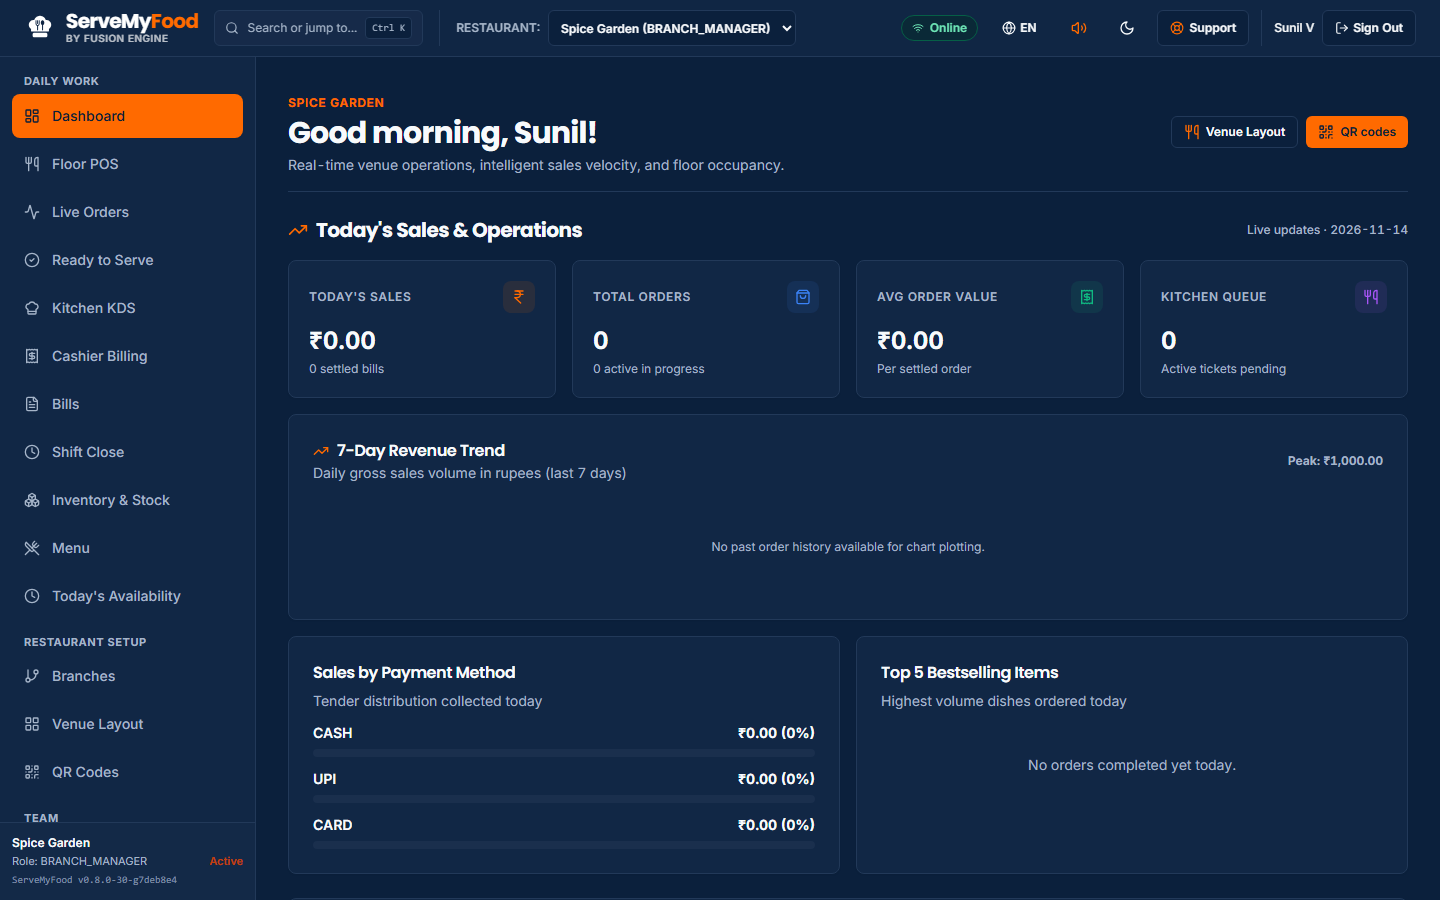 ServeMyFood
BY FUSION ENGINE
Search or jump to...
Ctrl K
RESTAURANT:
Spice Garden (BRANCH_MANAGER)
Online
EN
Support
Sunil V
Sign Out
DAILY WORK
Dashboard
Floor POS
Live Orders
Ready to Serve
Kitchen KDS
Cashier Billing
Bills
Shift Close
Inventory & Stock
Menu
Today's Availability
RESTAURANT SETUP
Branches
Venue Layout
QR Codes
TEAM
Spice Garden
Role: BRANCH_MANAGER
Active
ServeMyFood v0.8.0-30-g7deb8e4
SPICE GARDEN
Good morning, Sunil!
Real-time venue operations, intelligent sales velocity, and floor occupancy.
Venue Layout
QR codes
Today's Sales & Operations
Live updates · 2026-11-14
TODAY'S SALES
₹0.00
0 settled bills
TOTAL ORDERS
0
0 active in progress
AVG ORDER VALUE
₹0.00
Per settled order
KITCHEN QUEUE
0
Active tickets pending
7-Day Revenue Trend
Daily gross sales volume in rupees (last 7 days)
Peak: ₹1,000.00
No past order history available for chart plotting.
Sales by Payment Method
Tender distribution collected today
CASH
₹0.00 (0%)
UPI
₹0.00 (0%)
CARD
₹0.00 (0%)
Top 5 Bestselling Items
Highest volume dishes ordered today
No orders completed yet today.